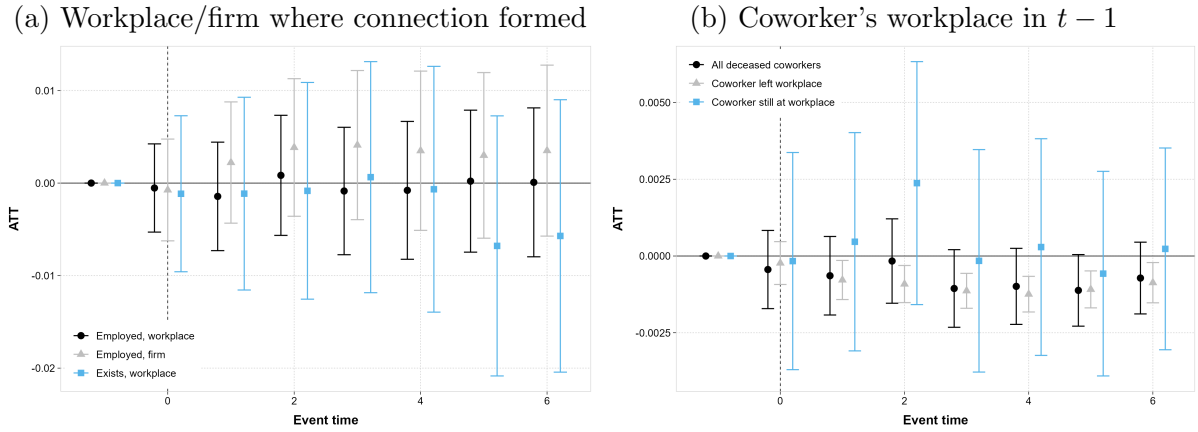 (a) Workplace/firm where connection formed
0.01
0.00
-0.01
-0.02
ATT
Employed, workplace
Employed, firm
Exists, workplace
0
2
4
6
Event time
(b) Coworker's workplace in t − 1
All deceased coworkers
Coworker left workplace
Coworker still at workplace
0.0050
0.0025
0.0000
-0.0025
ATT
0
2
4
6
Event time